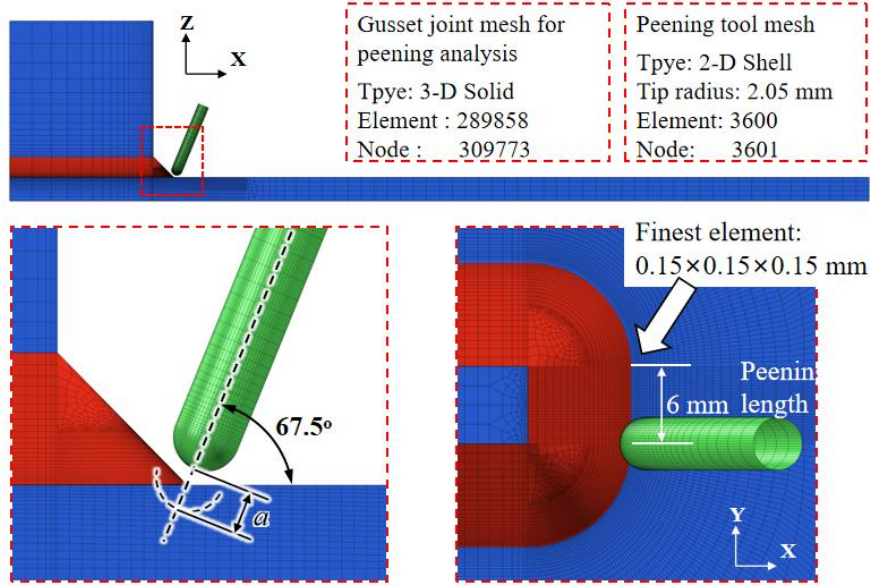 Z
X
Gusset joint mesh for
peening analysis
Tpye: 3-D Solid
Element : 289858
Node : 309773
Peening tool mesh
Tpye: 2-D Shell
Tip radius: 2.05 mm
Element: 3600
Node: 3601
67.5°
a
Finest element:
0.15×0.15×0.15 mm
Peenin
6 mm
length
Y
X